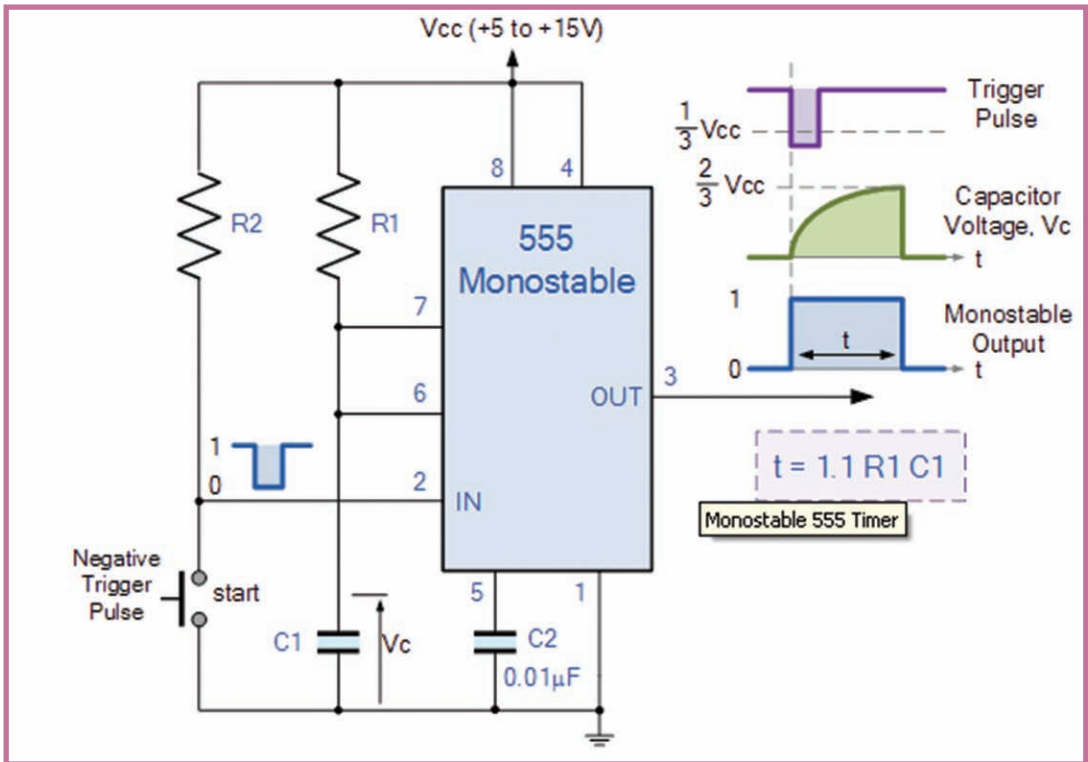 Vcc (+5 to +15V)
Trigger
Pulse
1/3 Vcc
2/3 Vcc
Capacitor
Voltage, Vc
t
8
4
R2
R1
555
Monostable
7
1
Monostable
Output
t
0
t
3
OUT
6
t = 1.1 R1 C1
1
0
2
IN
Monostable 555 Timer
Negative
Trigger
Pulse
start
5
1
C1
Vc
C2
0.01µF